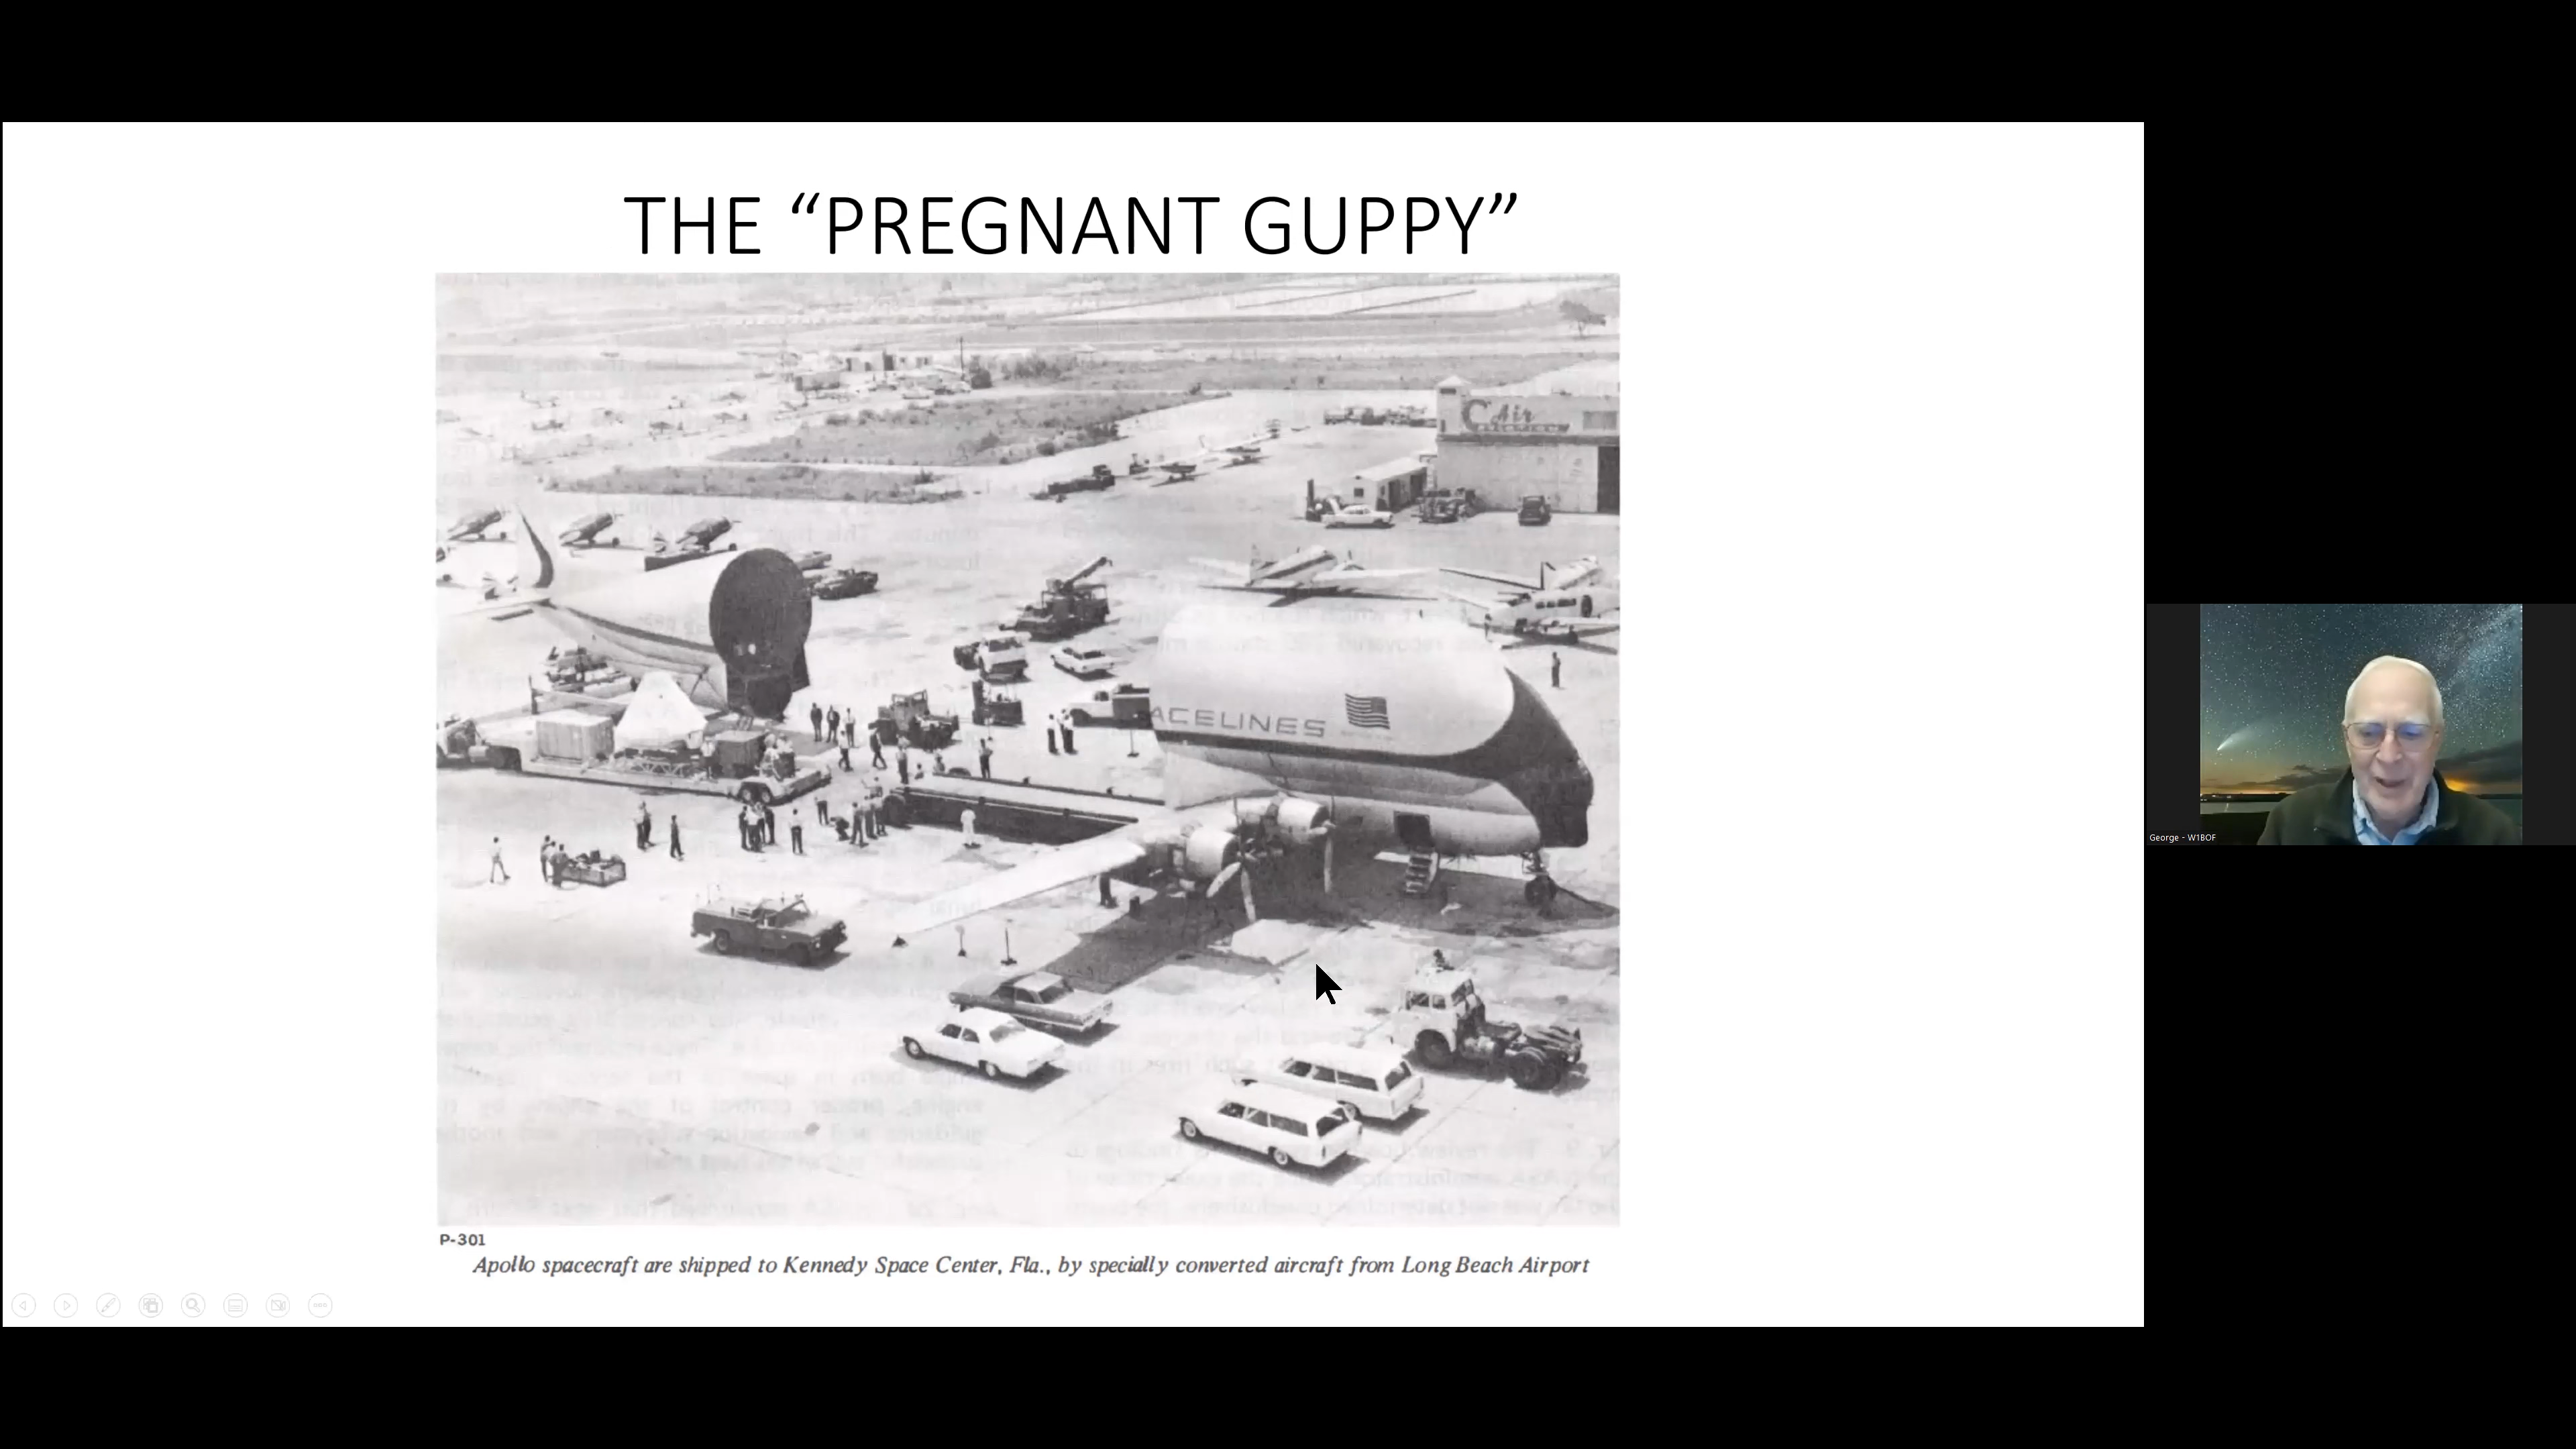 THE “PREGNANT GUPPY”
C Air
ACELINES
George - W1BOF
P-301
Apollo spacecraft are shipped to Kennedy Space Center, Fla., by specially converted aircraft from Long Beach Airport